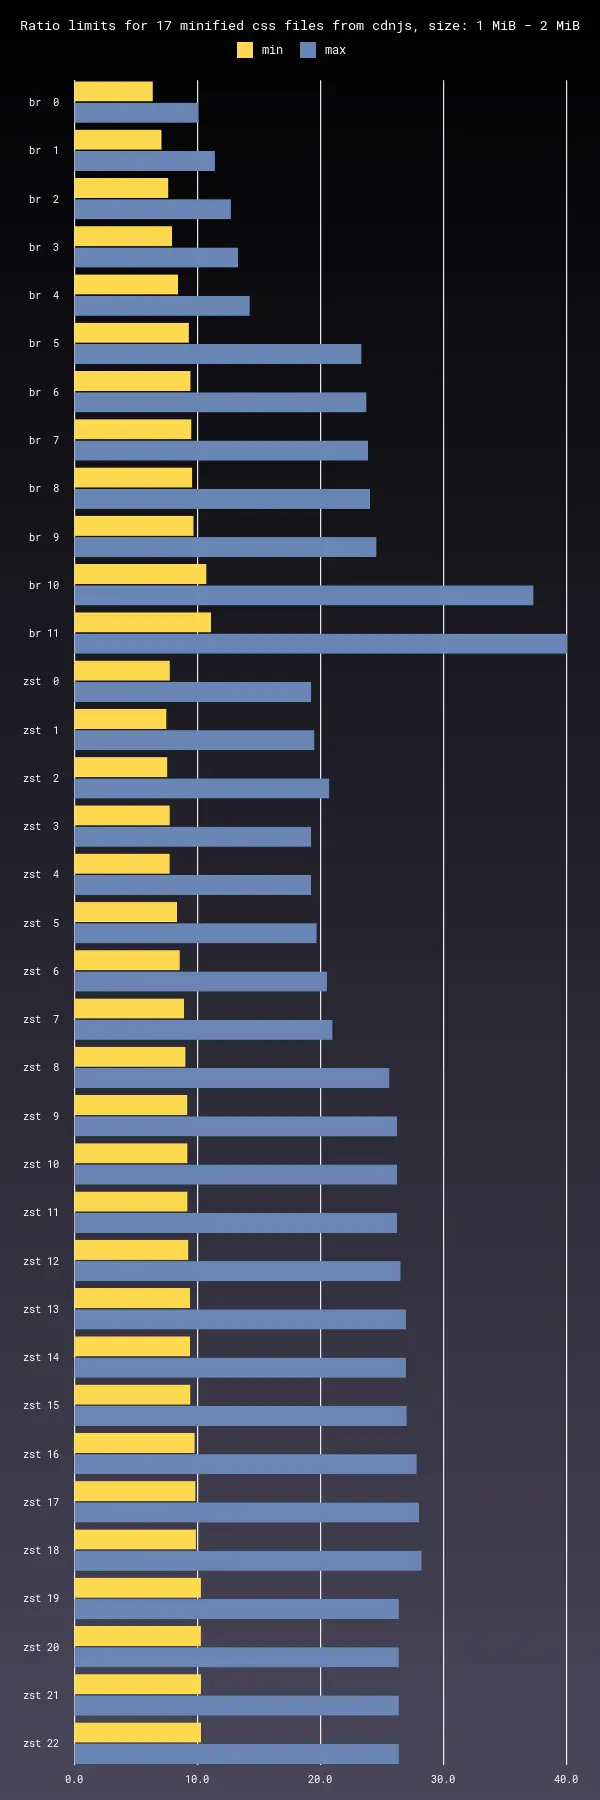 Ratio limits for 17 minified css files from cdnjs, size: 1 MiB - 2 MiB
min max
br 0
br 1
br 2
br 3
br 4
br 5
br 6
br 7
br 8
br 9
br 10
br 11
zst 0
zst 1
zst 2
zst 3
zst 4
zst 5
zst 6
zst 7
zst 8
zst 9
zst 10
zst 11
zst 12
zst 13
zst 14
zst 15
zst 16
zst 17
zst 18
zst 19
zst 20
zst 21
zst 22
0.0 10.0 20.0 30.0 40.0